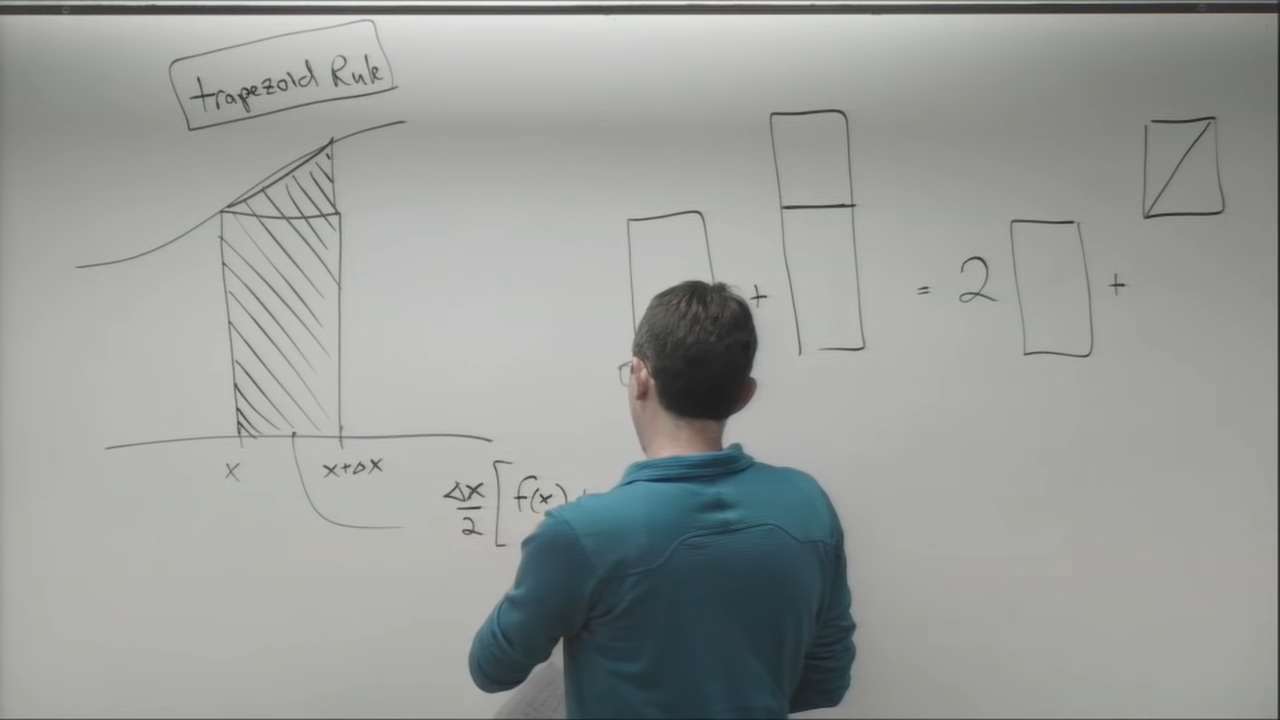 trapezoid Rule
+
= 2 +
x x+Δx
Δx/2 [ f(x) +